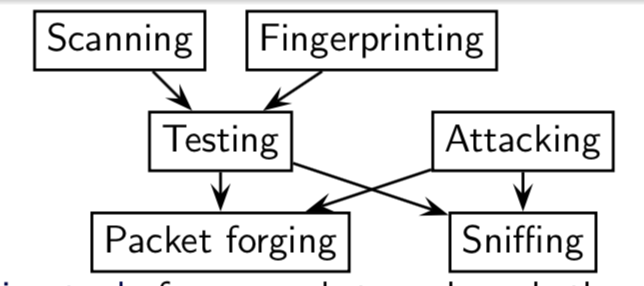 Scanning Fingerprinting
Testing Attacking
Packet forging Sniffing